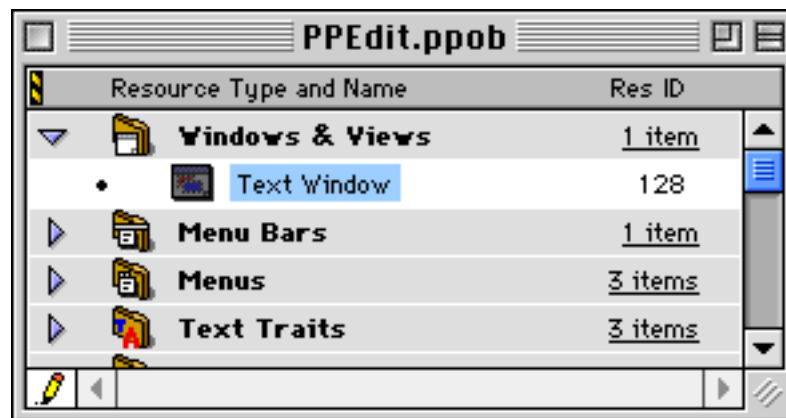 PPEdit.ppob
Resource Type and Name Res ID
Windows & Views 1 item
Text Window 128
Menu Bars 1 item
Menus 3 items
Text Traits 3 items